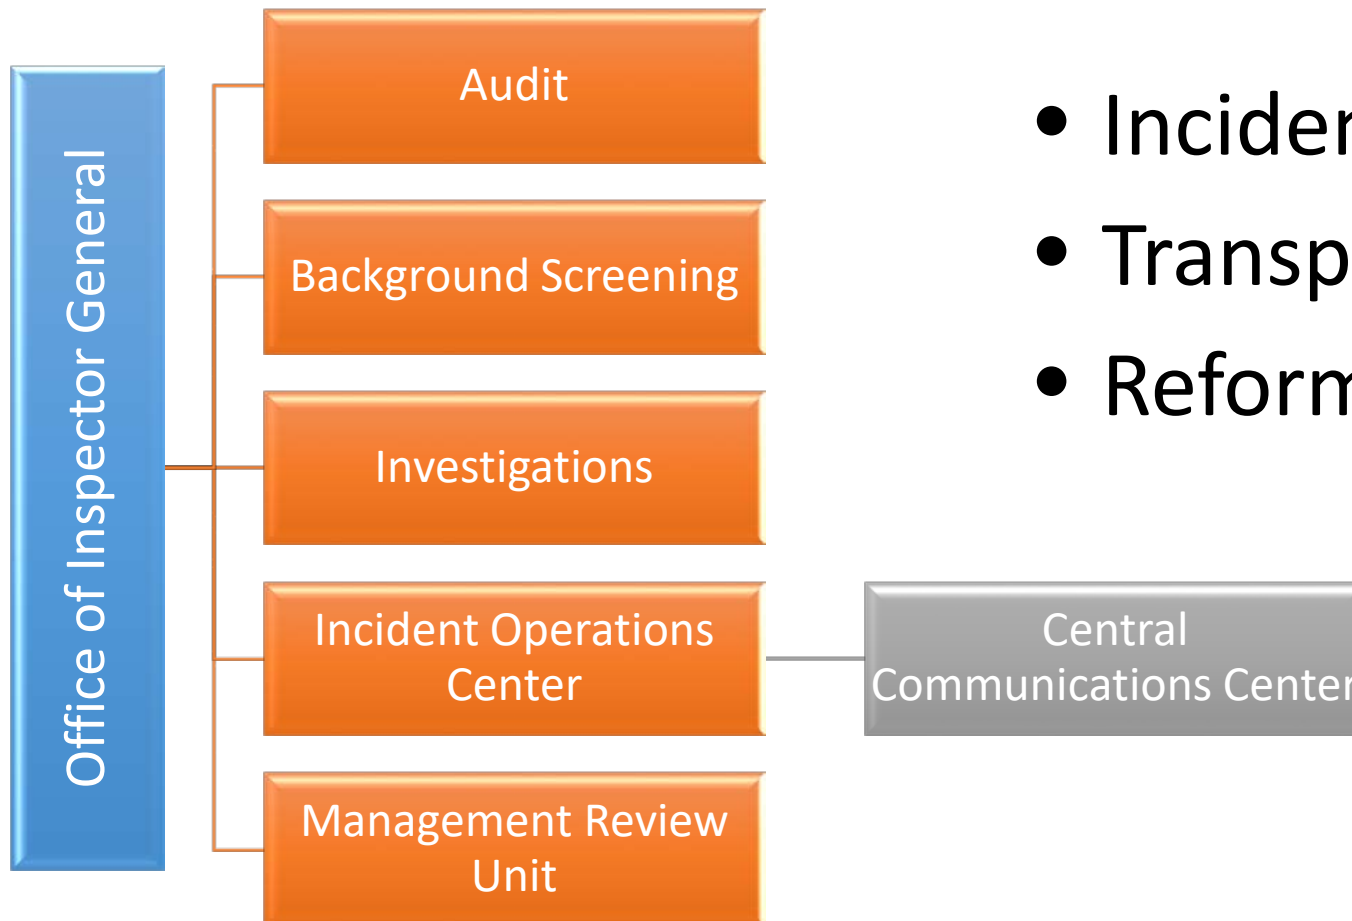 Office of Inspector General
Audit
Background Screening
Investigations
Incident Operations
Center
Management Review
Unit
Central
Communications Center